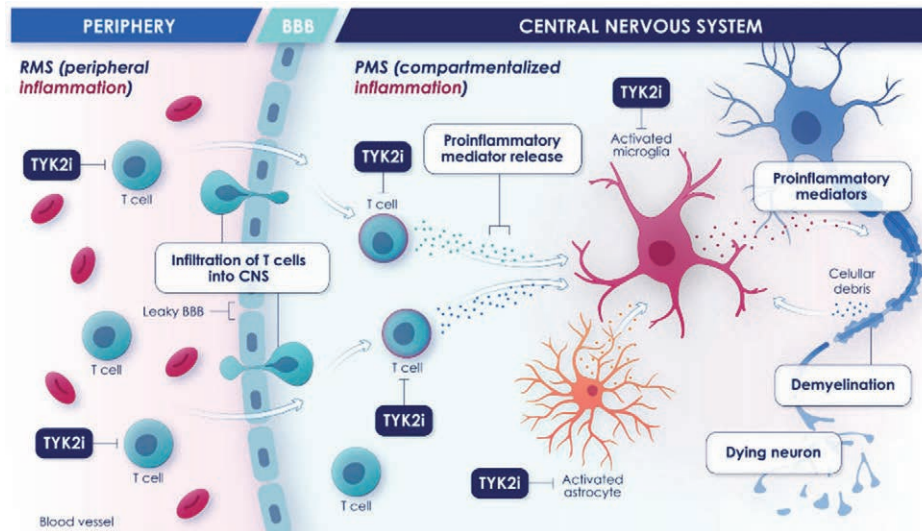 PERIPHERY
BBB
CENTRAL NERVOUS SYSTEM
RMS (peripheral
inflammation)
PMS (compartmentalized
inflammation)
TYK2i
T cell
Infiltration of T cells
into CNS
Leaky BBB
T cell
TYK2i
T cell
Blood vessel
TYK2i
T cell
Proinflammatory
mediator release
T cell
TYK2i
T cell
TYK2i
Activated
microglia
Proinflammatory
mediators
Celullar
debris
Demyelination
Dying neuron
TYK2i
Activated
astrocyte